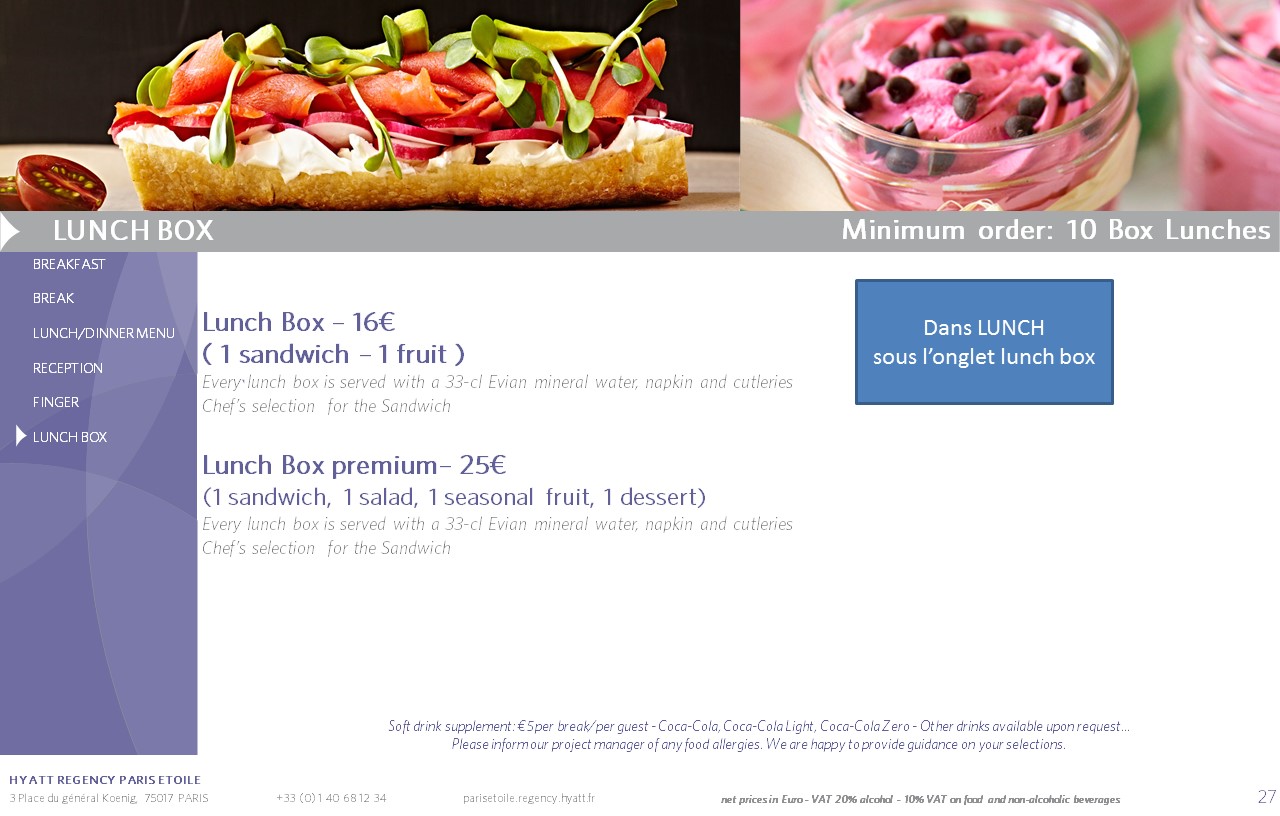 LUNCH BOX
Minimum order: 10 Box Lunches
BREAKFAST
BREAK
LUNCH/DINNER MENU
RECEPTION
FINGER
LUNCH BOX
Lunch Box – 16€
( 1 sandwich – 1 fruit )
Every lunch box is served with a 33-cl Evian mineral water, napkin and cutleries
Chef's selection for the Sandwich
Lunch Box premium– 25€
(1 sandwich, 1 salad, 1 seasonal fruit, 1 dessert)
Every lunch box is served with a 33-cl Evian mineral water, napkin and cutleries
Chef's selection for the Sandwich
Dans LUNCH
sous l'onglet lunch box
Soft drink supplement: €5 per break/per guest - Coca-Cola, Coca-Cola Light, Coca-Cola Zero - Other drinks available upon request...
Please inform our project manager of any food allergies. We are happy to provide guidance on your selections.
HYATT REGENCY PARIS ETOILE
3 Place du général Koenig, 75017 PARIS
+33 (0) 1 40 68 12 34
parisetoile.regency.hyatt.fr
net prices in Euro - VAT 20% alcohol - 10% VAT on food and non-alcoholic beverages
27